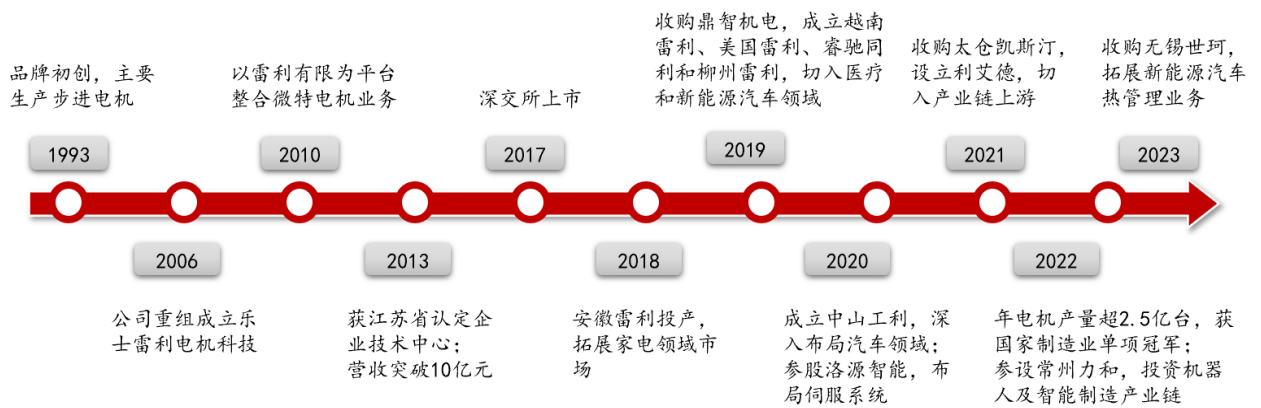 品牌初创，主要
生产步进电机
1993
2006
公司重组成立乐
士雷利电机科技
以雷利有限为平台
整合微特电机业务
2010
2013
获江苏省认定企
业技术中心；
营收突破10亿元
深交所上市
2017
2018
安徽雷利投产，
拓展家电领域市
场
收购鼎智机电，成立越南
雷利、美国雷利、睿驰同
利和柳州雷利，切入医疗
和新能源汽车领域
2019
2020
成立中山工利，深
入布局汽车领域；
参股洛源智能，布
局伺服系统
收购太仓凯斯汀，
设立利艾德，切
入产业链上游
2021
2022
年电机产量超2.5亿台，获
国家制造业单项冠军；
参设常州力和，投资机器
人及智能制造产业链
收购无锡世珂，
拓展新能源汽车
热管理业务
2023